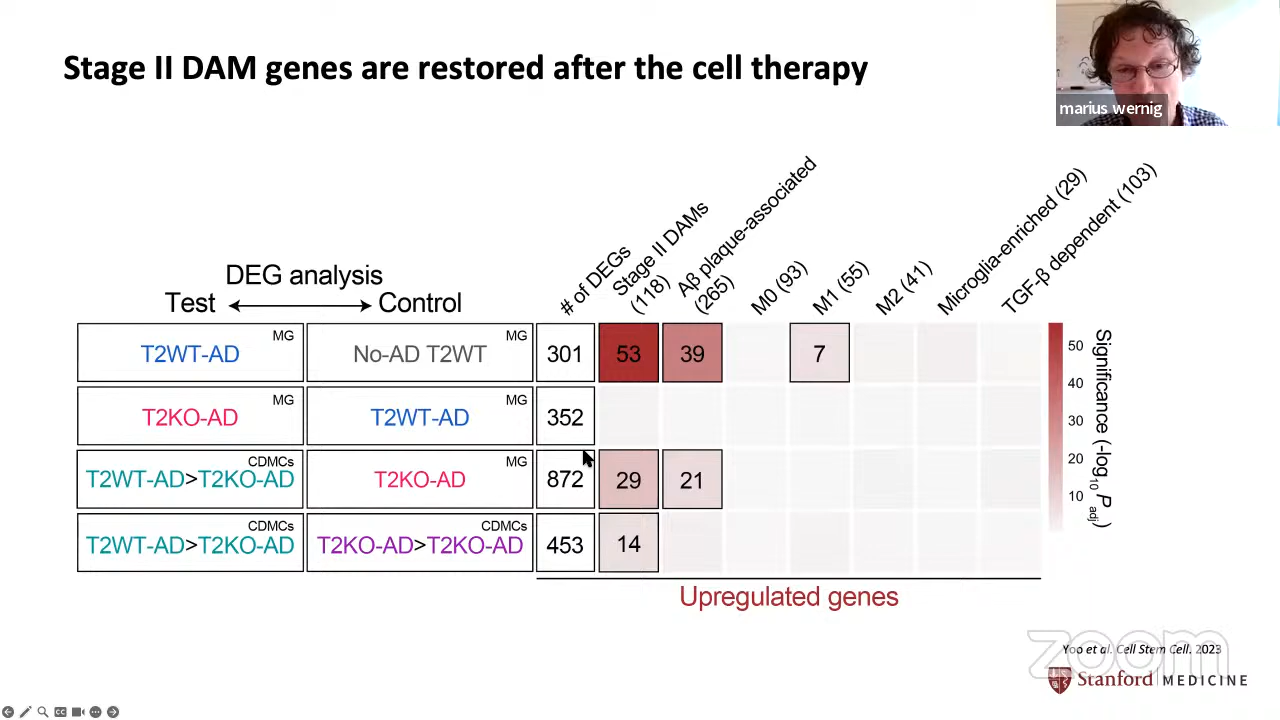 Stage II DAM genes are restored after the cell therapy
marius wernig
DEG analysis
Test Control
# of DEGs
Stage II DAMs
(118)
Aβ plaque-associated
(265)
M0 (93)
M1 (55)
M2 (41)
Microglia-enriched (29)
TGF-β dependent (103)
MG MG
T2WT-AD No-AD T2WT 301 53 39 7
MG MG
T2KO-AD T2WT-AD 352
CDMCs MG
T2WT-AD>T2KO-AD T2KO-AD 872 29 21
CDMCs CDMCs
T2WT-AD>T2KO-AD T2KO-AD>T2KO-AD 453 14
50
40
30
20
10
Significance (-log10 Padj)
Upregulated genes
zoom
Yoo et al. Cell Stem Cell. 2023
Stanford MEDICINE
CC